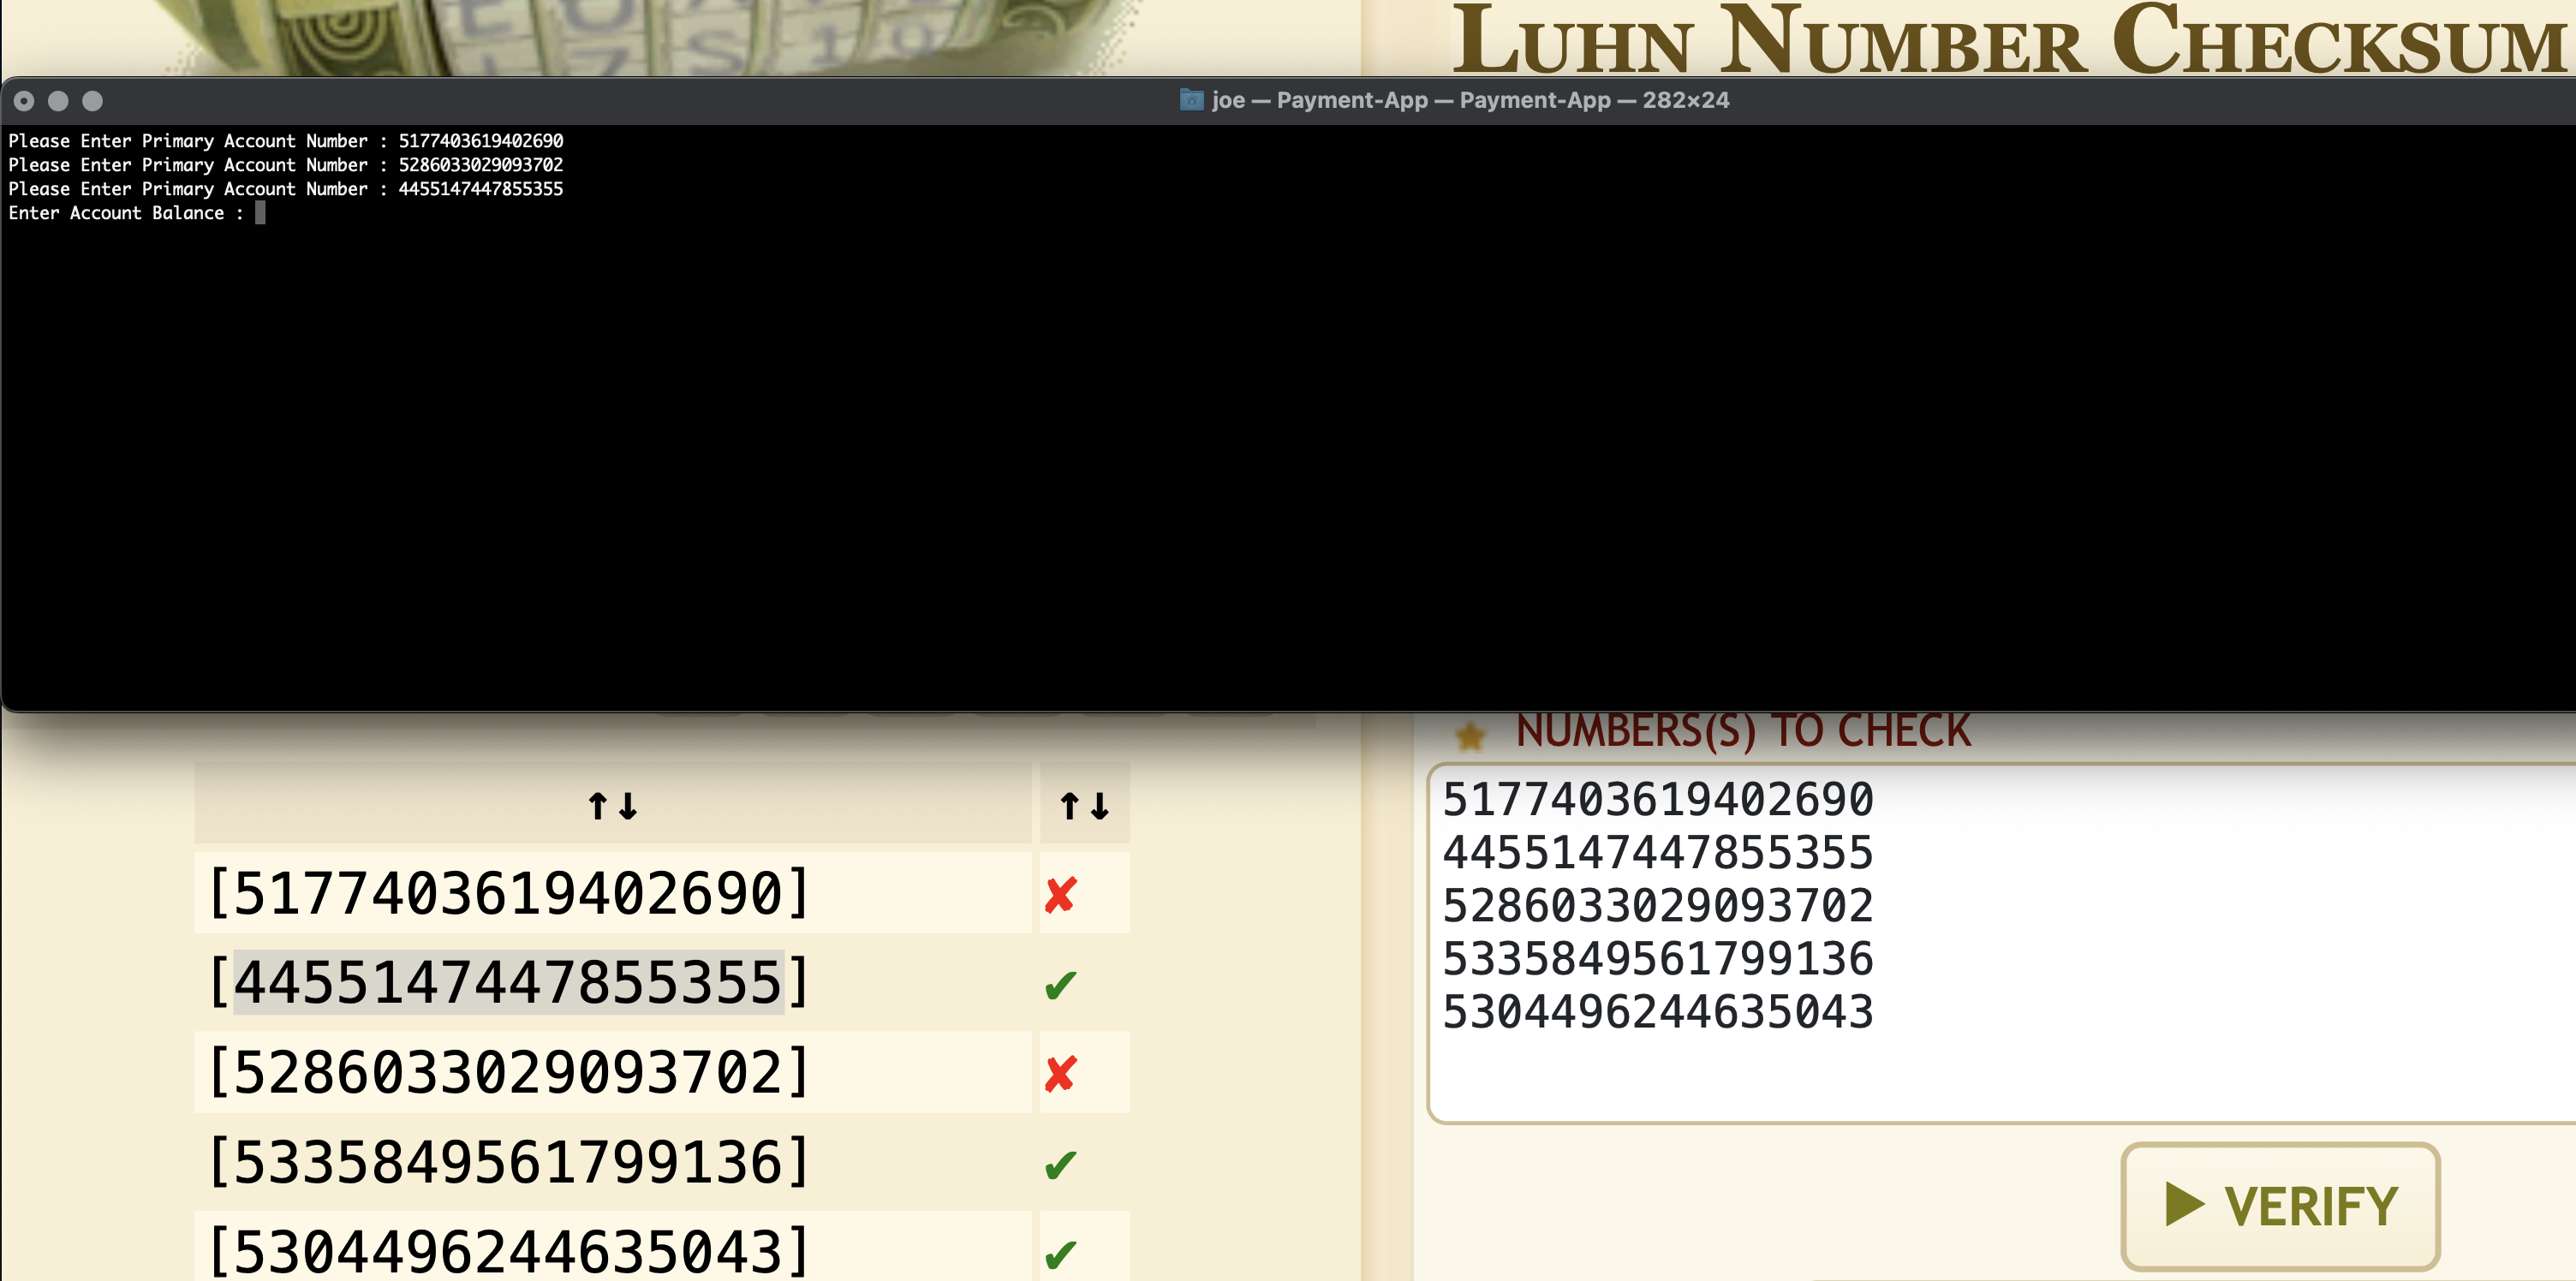 LUHN NUMBER CHECKSUM
joe — Payment-App — Payment-App — 282×24
Please Enter Primary Account Number : 5177403619402690
Please Enter Primary Account Number : 5286033029093702
Please Enter Primary Account Number : 4455147447855355
Enter Account Balance :
NUMBERS(S) TO CHECK
5177403619402690
4455147447855355
5286033029093702
5335849561799136
5304496244635043
▶ VERIFY
↑↓ ↑↓
[5177403619402690] ✘
[4455147447855355] ✔
[5286033029093702] ✘
[5335849561799136] ✔
[5304496244635043] ✔